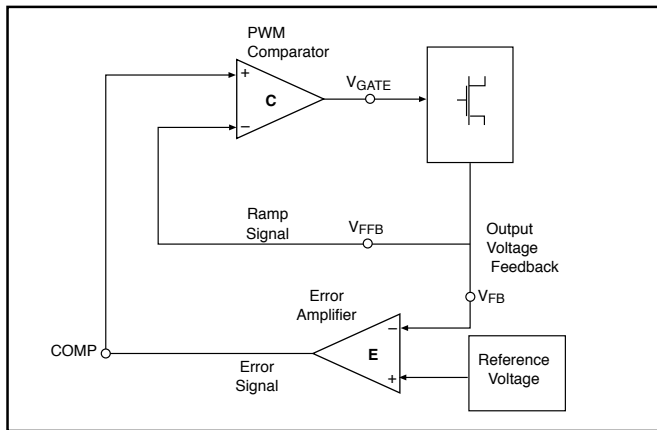 PWM
Comparator
+
C
−
VGATE
Ramp
Signal
VFFB
Output
Voltage
Feedback
VFB
Error
Amplifier
−
E
+
COMP
Error
Signal
Reference
Voltage